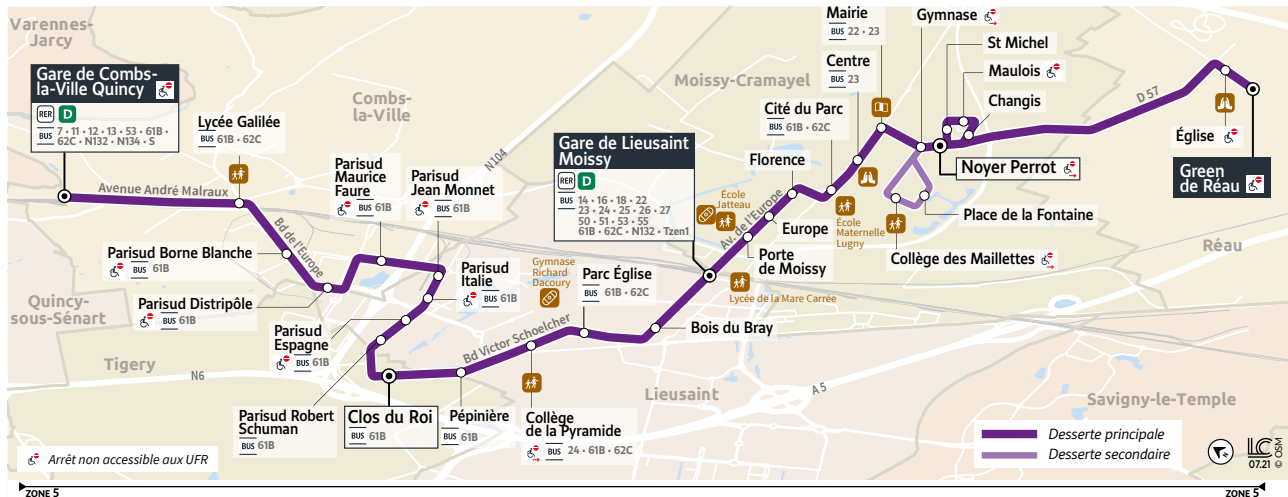 Varennes-
Jarcy
Gare de Combs-
la-Ville Quincy
RER D
BUS 7 • 11 • 12 • 13 • 53 • 61B •
62C • N132 • N134 • S
Combs-
la-Ville
Lycée Galilée
BUS 61B • 62C
Avenue André Malraux
Bd de l'Europe
N104
Parisud
Maurice
Faure
BUS 61B
Parisud
Jean Monnet
BUS 61B
Parisud Borne Blanche
BUS 61B
Parisud Distripôle
BUS 61B
Quincy-
sous-Sénart
Tigery
N6
Parisud
Italie
BUS 61B
Parisud
Espagne
BUS 61B
Parisud Robert
Schuman
BUS 61B
Clos du Roi
BUS 61B
Pépinière
BUS 61B
Bd Victor Schoelcher
Gymnase
Richard
Dacoury
Collège
de la Pyramide
BUS 24 • 61B • 62C
Parc Église
BUS 61B • 62C
Bois du Bray
Lieusaint
A 5
Gare de Lieusaint
Moissy
RER D
BUS 14 • 16 • 18 • 22
23 • 24 • 25 • 26 • 27
50 • 51 • 53 • 55
61B • 62C • N132 • Tzen1
Lycée de la Mare Carrée
École
Jatteau
Av. de l'Europe
Porte
de Moissy
Europe
Florence
Moissy-Cramayel
Cité du Parc
BUS 61B • 62C
École
Maternelle
Lugny
Centre
BUS 23
Mairie
BUS 22 • 23
Gymnase
St Michel
Maulois
Changis
Noyer Perrot
Place de la Fontaine
Collège des Maillettes
D 57
Église
Green
de Réau
Réau
Savigny-le-Temple
Desserte principale
Desserte secondaire
LC
07.21
© OSM
Arrêt non accessible aux UFR
ZONE 5
ZONE 5